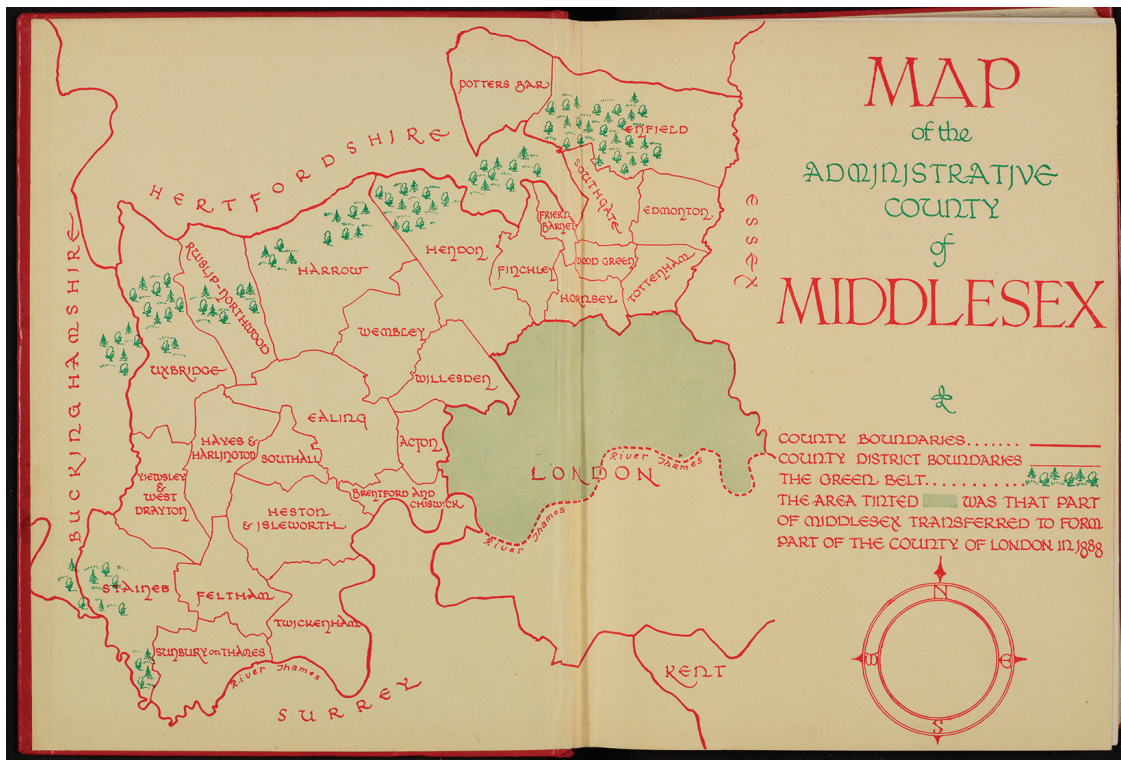 MAP
of the
ADMINISTRATIVE
COUNTY
of
MIDDLESEX
COUNTY BOUNDARIES.......
COUNTY DISTRICT BOUNDARIES
THE GREEN BELT..........
THE AREA TINTED WAS THAT PART
OF MIDDLESEX TRANSFERRED TO FORM
PART OF THE COUNTY OF LONDON IN 1888
N
W
E
S
HERTFORDSHIRE
BUCKINGHAMSHIRE
ESSEX
KENT
SURREY
POTTERS BAR
ENFIELD
SOUTHGATE
EDMONTON
FRIERN
BARNET
WOOD GREEN
TOTTENHAM
HORNSEY
FINCHLEY
HENDON
HARROW
RUISLIP-NORTHWOOD
WEMBLEY
WILLESDEN
UXBRIDGE
EALING
ACTON
HAYES &
HARLINGTON
SOUTHALL
YIEWSLEY
&
WEST
DRAYTON
BRENTFORD AND
CHISWICK
HESTON
& ISLEWORTH
STAINES
FELTHAM
TWICKENHAM
SUNBURY ON THAMES
River Thames
LONDON
River Thames
River Thames